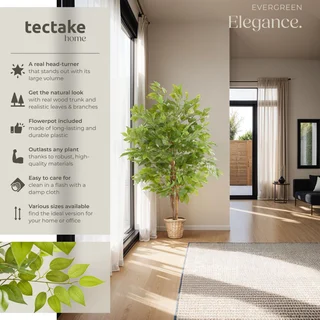 tectake
home
A real head-turner
that stands out with its
large volume
Get the natural look
with real wood trunk and
realistic leaves & branches
Flowerpot included
made of long-lasting and
durable plastic
Outlasts any plant
thanks to robust, high-
quality materials
Easy to care for
clean in a flash with a
damp cloth
Various sizes available
find the ideal version for
your home or office
EVERGREEN
Elegance.